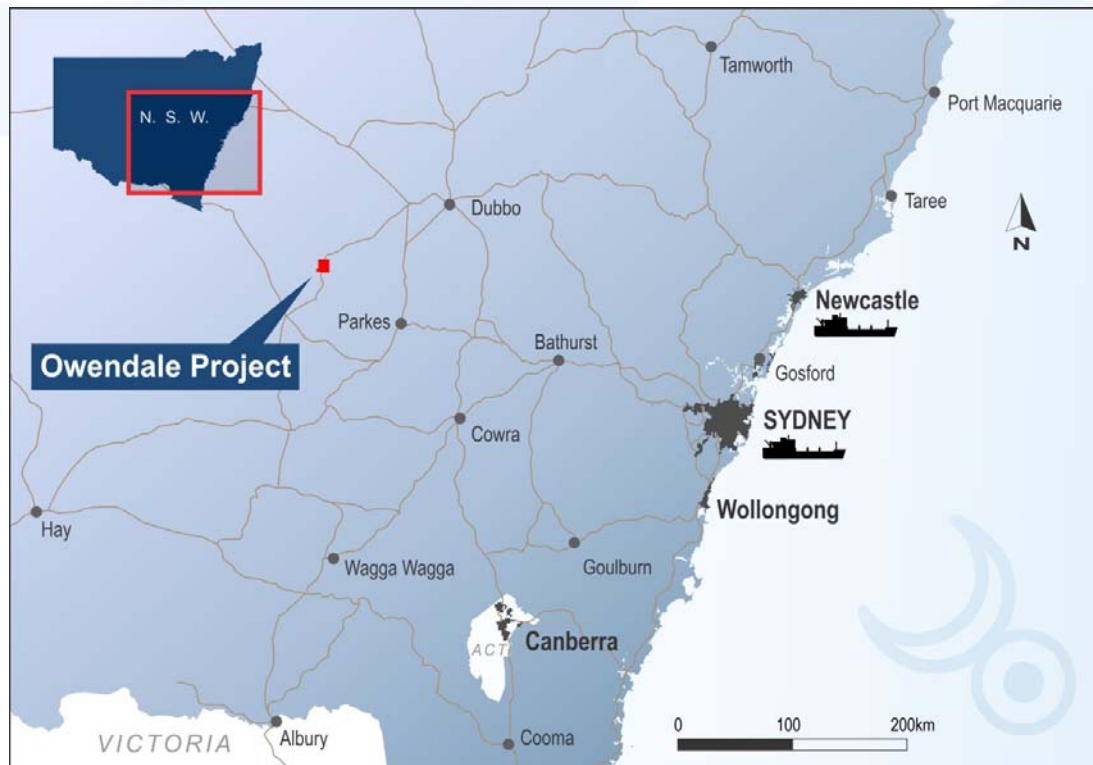 N. S. W.
Tamworth
Port Macquarie
Taree
Dubbo
N
Newcastle
Parkes
Owendale Project
Bathurst
Gosford
SYDNEY
Cowra
Wollongong
Hay
Goulburn
Wagga Wagga
Canberra
ACT
0 100 200km
VICTORIA
Albury
Cooma